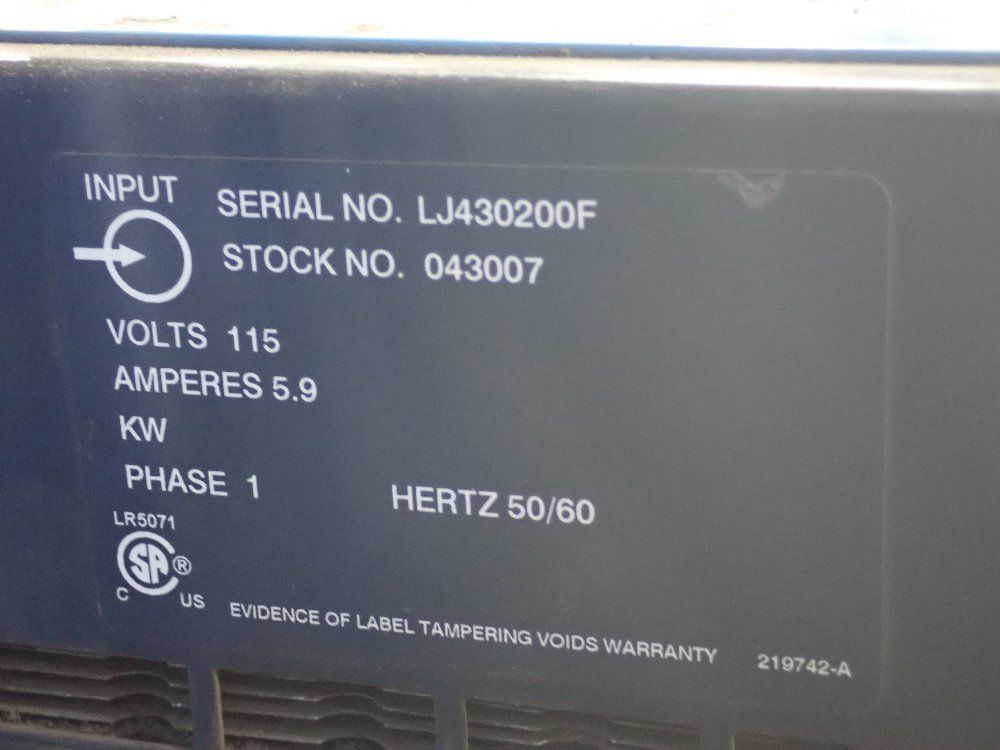 INPUT
SERIAL NO. LJ430200F
STOCK NO. 043007
VOLTS 115
AMPERES 5.9
KW
PHASE 1
HERTZ 50/60
LR5071
SA ®
C US
EVIDENCE OF LABEL TAMPERING VOIDS WARRANTY
219742-A